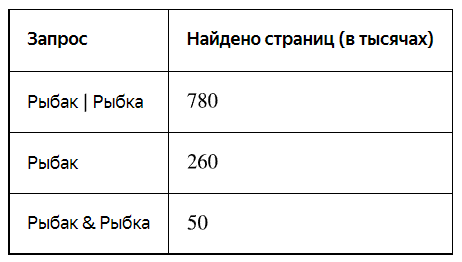 Запрос Найдено страниц (в тысячах)
Рыбак | Рыбка 780
Рыбак 260
Рыбак & Рыбка 50